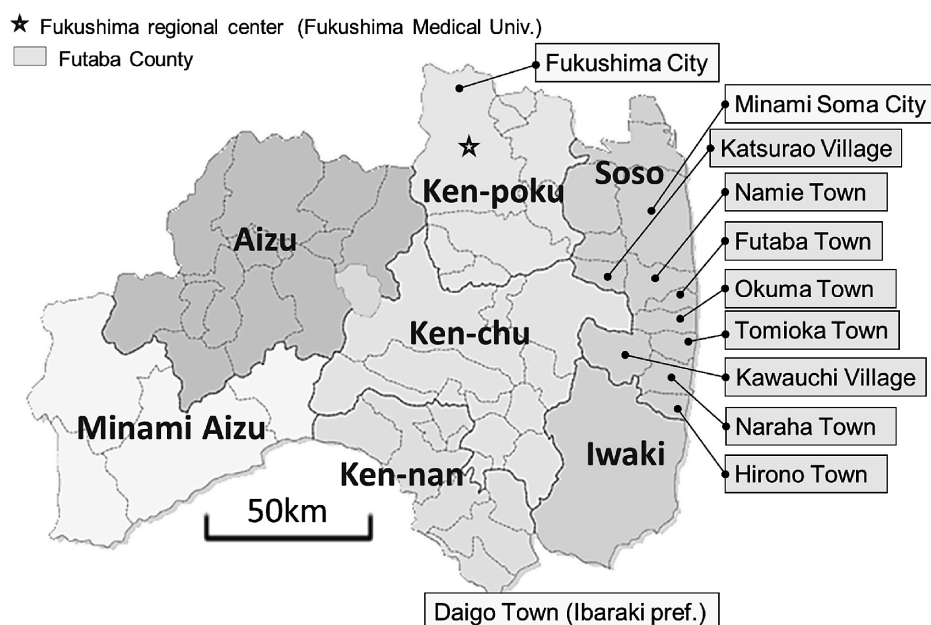 Fukushima regional center (Fukushima Medical Univ.)
Futaba County
Fukushima City
Minami Soma City
Katsurao Village
Soso
Ken-poku
Namie Town
Aizu
Futaba Town
Okuma Town
Ken-chu
Tomioka Town
Kawauchi Village
Minami Aizu
Naraha Town
Iwaki
Ken-nan
Hirono Town
50km
Daigo Town (Ibaraki pref.)